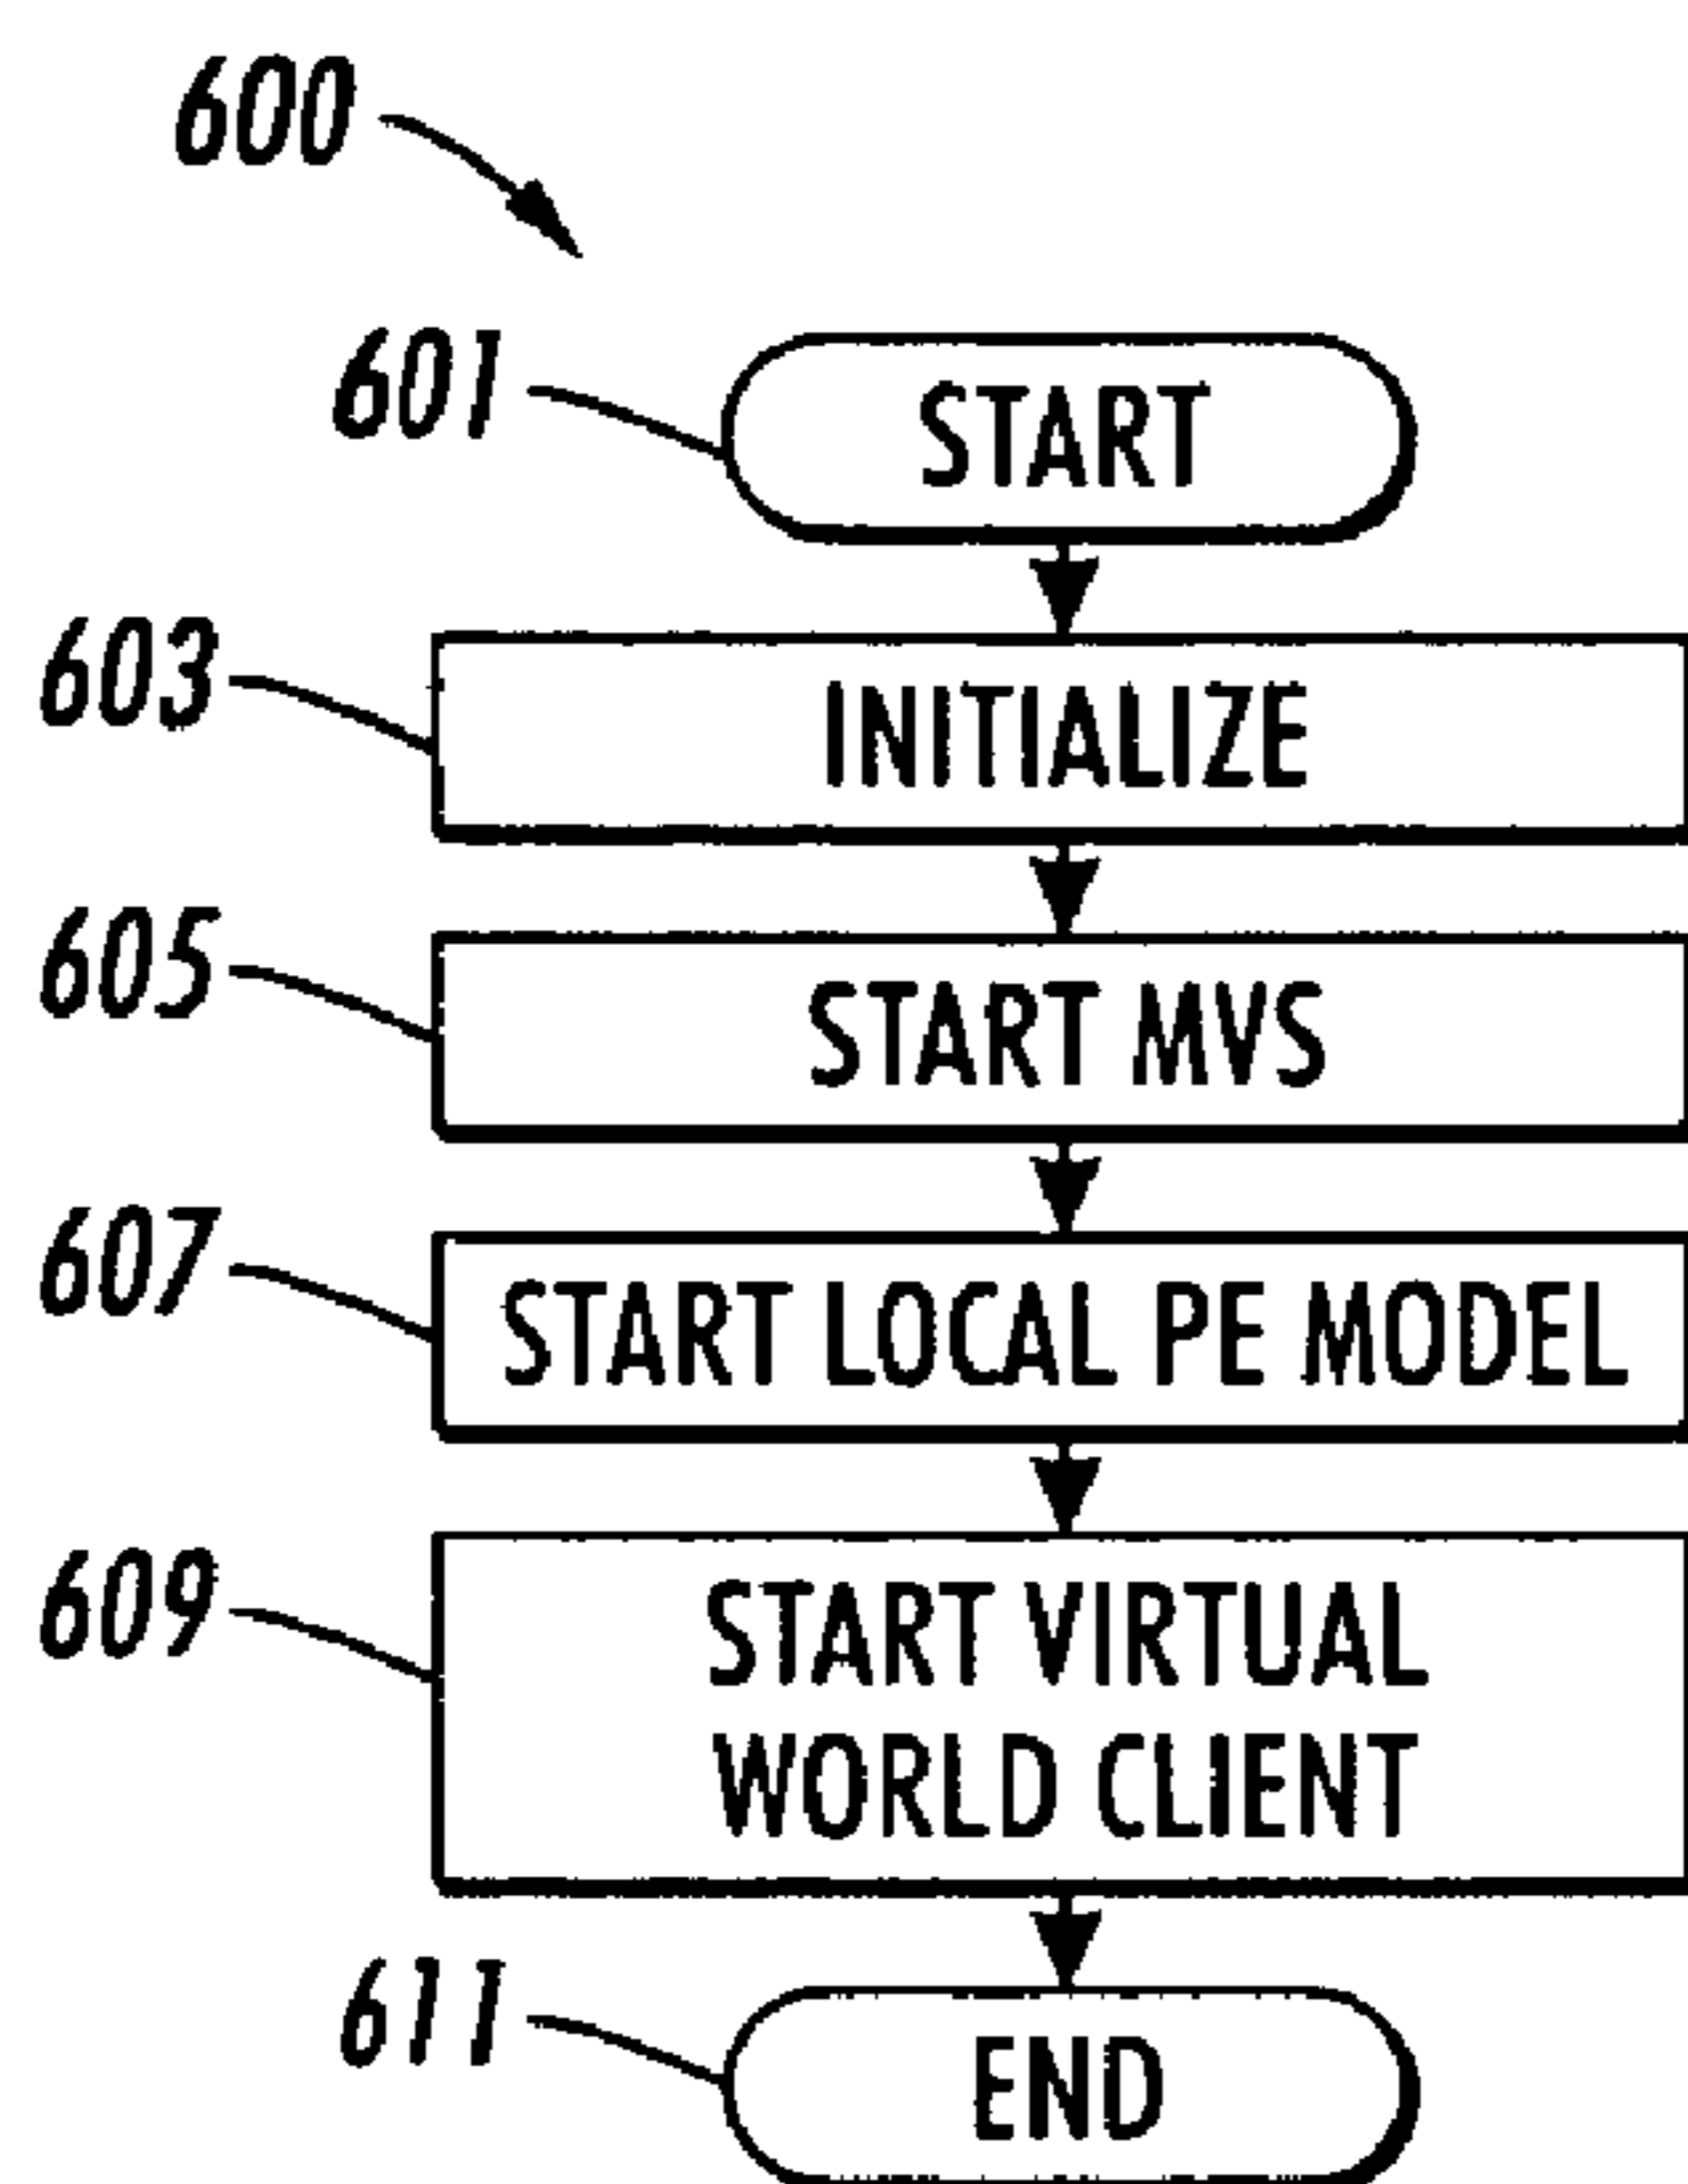 600
601
START
603
INITIALIZE
605
START MVS
607
START LOCAL PE MODEL
609
START VIRTUAL
WORLD CLIENT
611
END